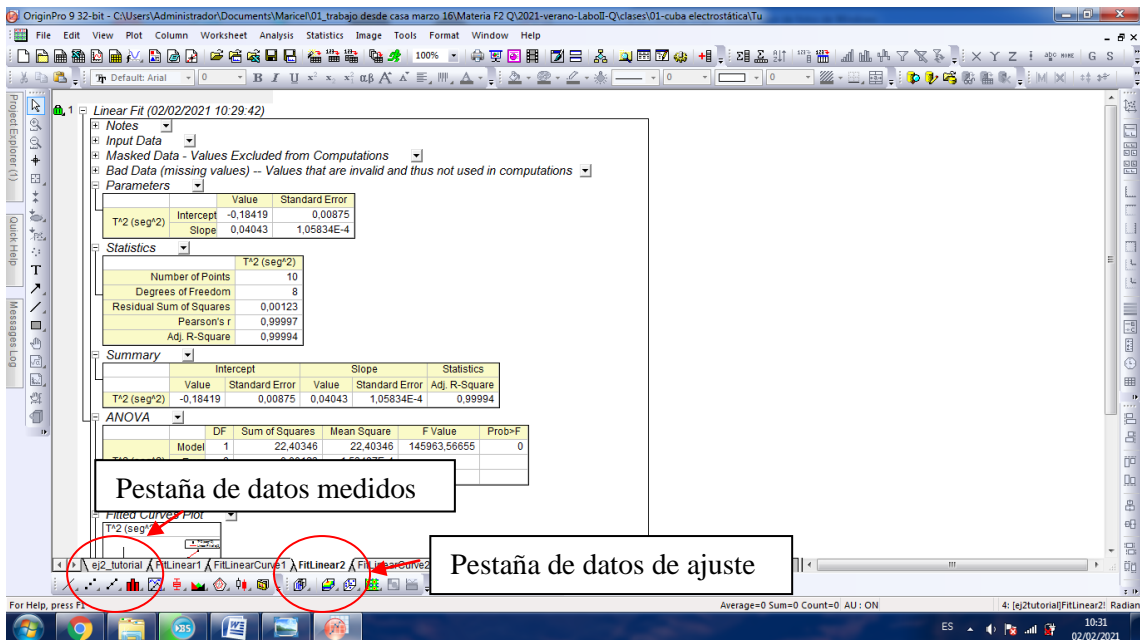 OriginPro 9 32-bit - C:\Users\Administrador\Documents\Maricel\01_trabajo desde casa marzo 16\Materia F2 Q\2021-verano-LaboII-Q\clases\01-cuba electrostática\Tu
File Edit View Plot Column Worksheet Analysis Statistics Image Tools Format Window Help
100%
X Y Z
G S
Default: Arial 0 B I U αβ 0 0
Project Explorer (1)
Quick Help
Messages Log
1 Linear Fit (02/02/2021 10:29:42)
Notes
Input Data
Masked Data - Values Excluded from Computations
Bad Data (missing values) -- Values that are invalid and thus not used in computations
Parameters
Value Standard Error
T^2 (seg^2) Intercept -0,18419 0,00875
Slope 0,04043 1,05834E-4
Statistics
T^2 (seg^2)
Number of Points 10
Degrees of Freedom 8
Residual Sum of Squares 0,00123
Pearson's r 0,99997
Adj. R-Square 0,99994
Summary
Intercept Slope Statistics
Value Standard Error Value Standard Error Adj. R-Square
T^2 (seg^2) -0,18419 0,00875 0,04043 1,05834E-4 0,99994
ANOVA
DF Sum of Squares Mean Square F Value Prob>F
Model 1 22,40346 22,40346 145963,56655 0
Pestaña de datos medidos
Fitted Curves Plot
T^2 (seg^2)
Pestaña de datos de ajuste
ej2_tutorial FitLinear1 FitLinearCurve1 FitLinear2 FitLinearCurve2
For Help, press F1
Average=0 Sum=0 Count=0 AU : ON
4: [ej2tutorial]FitLinear2! Radian
ES
10:31
02/02/2021